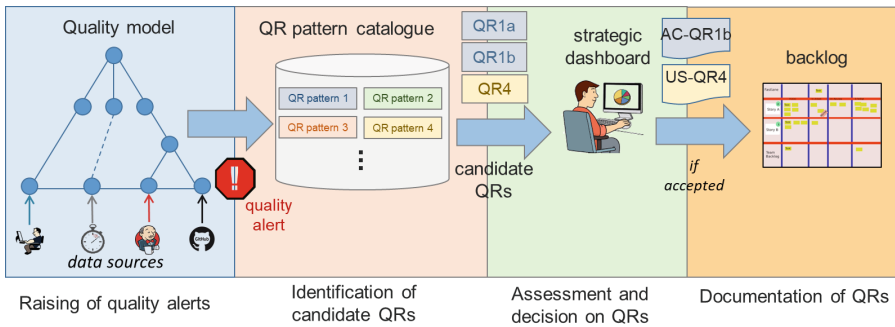 Quality model
QR pattern catalogue
QR1a
QR1b
QR4
strategic
dashboard
AC-QR1b
US-QR4
backlog
QR pattern 1
QR pattern 2
QR pattern 3
QR pattern 4
quality
alert
candidate
QRs
if
accepted
GitHub
data sources
Raising of quality alerts
Identification of
candidate QRs
Assessment and
decision on QRs
Documentation of QRs